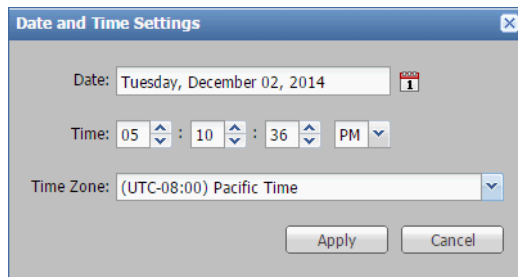 Date and Time Settings
Date: Tuesday, December 02, 2014 1
Time: 05 : 10 : 36 PM
Time Zone: (UTC-08:00) Pacific Time
Apply Cancel